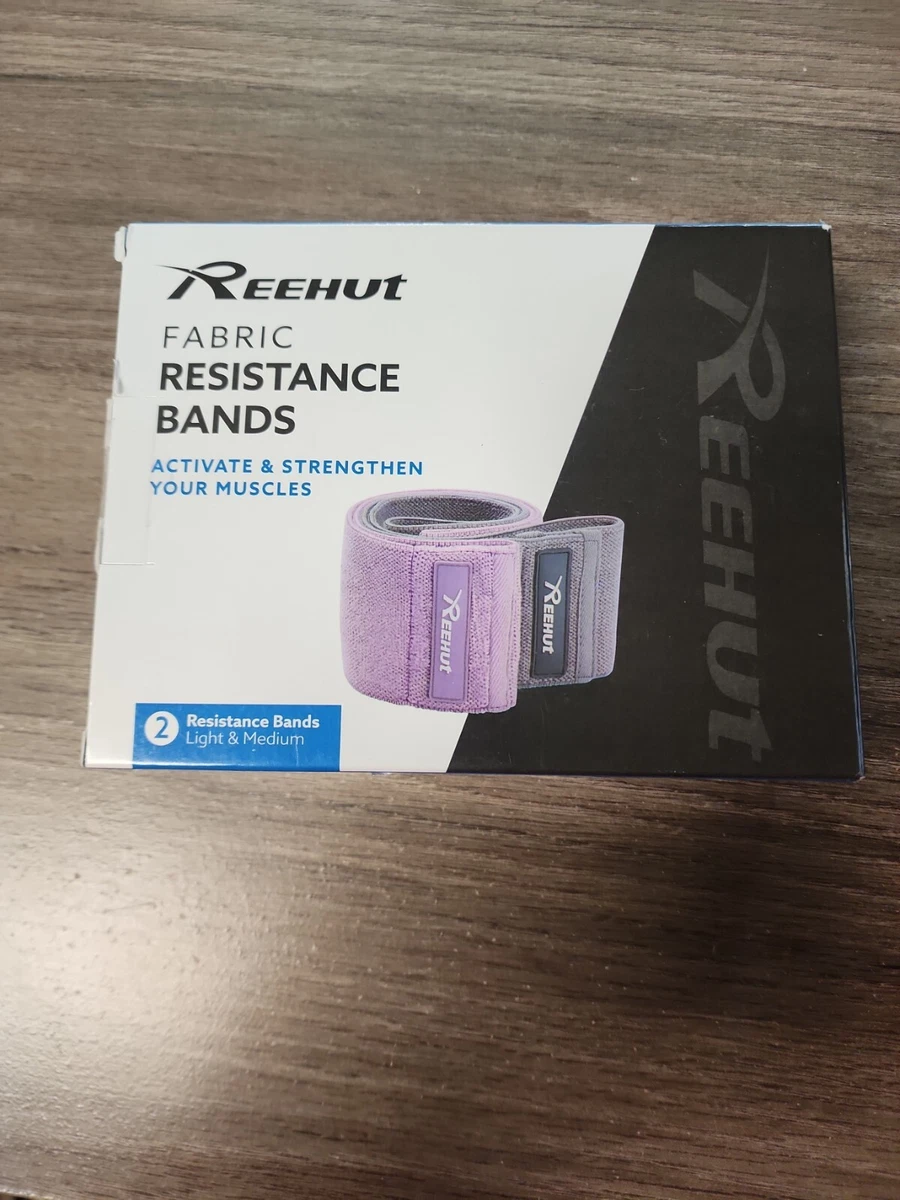 REEHUT
FABRIC
RESISTANCE
BANDS
ACTIVATE & STRENGTHEN
YOUR MUSCLES
REEHUT
REEHUT
2
Resistance Bands
Light & Medium
REEHUT